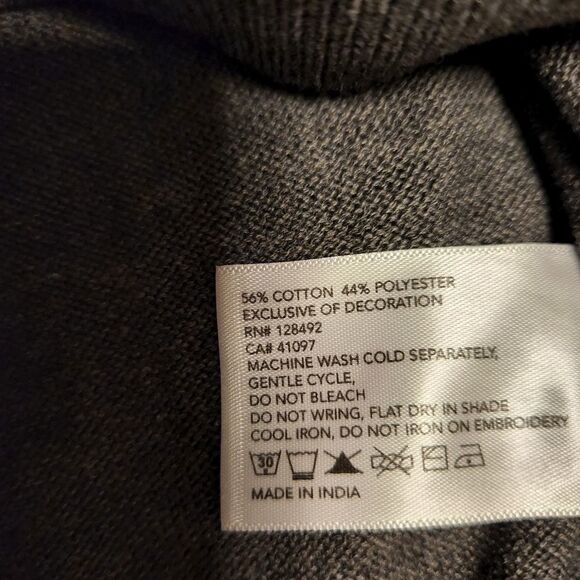 56% COTTON 44% POLYESTER
EXCLUSIVE OF DECORATION
RN# 128492
CA# 41097
MACHINE WASH COLD SEPARATELY,
GENTLE CYCLE,
DO NOT BLEACH
DO NOT WRING, FLAT DRY IN SHADE
COOL IRON, DO NOT IRON ON EMBROIDERY
30
MADE IN INDIA